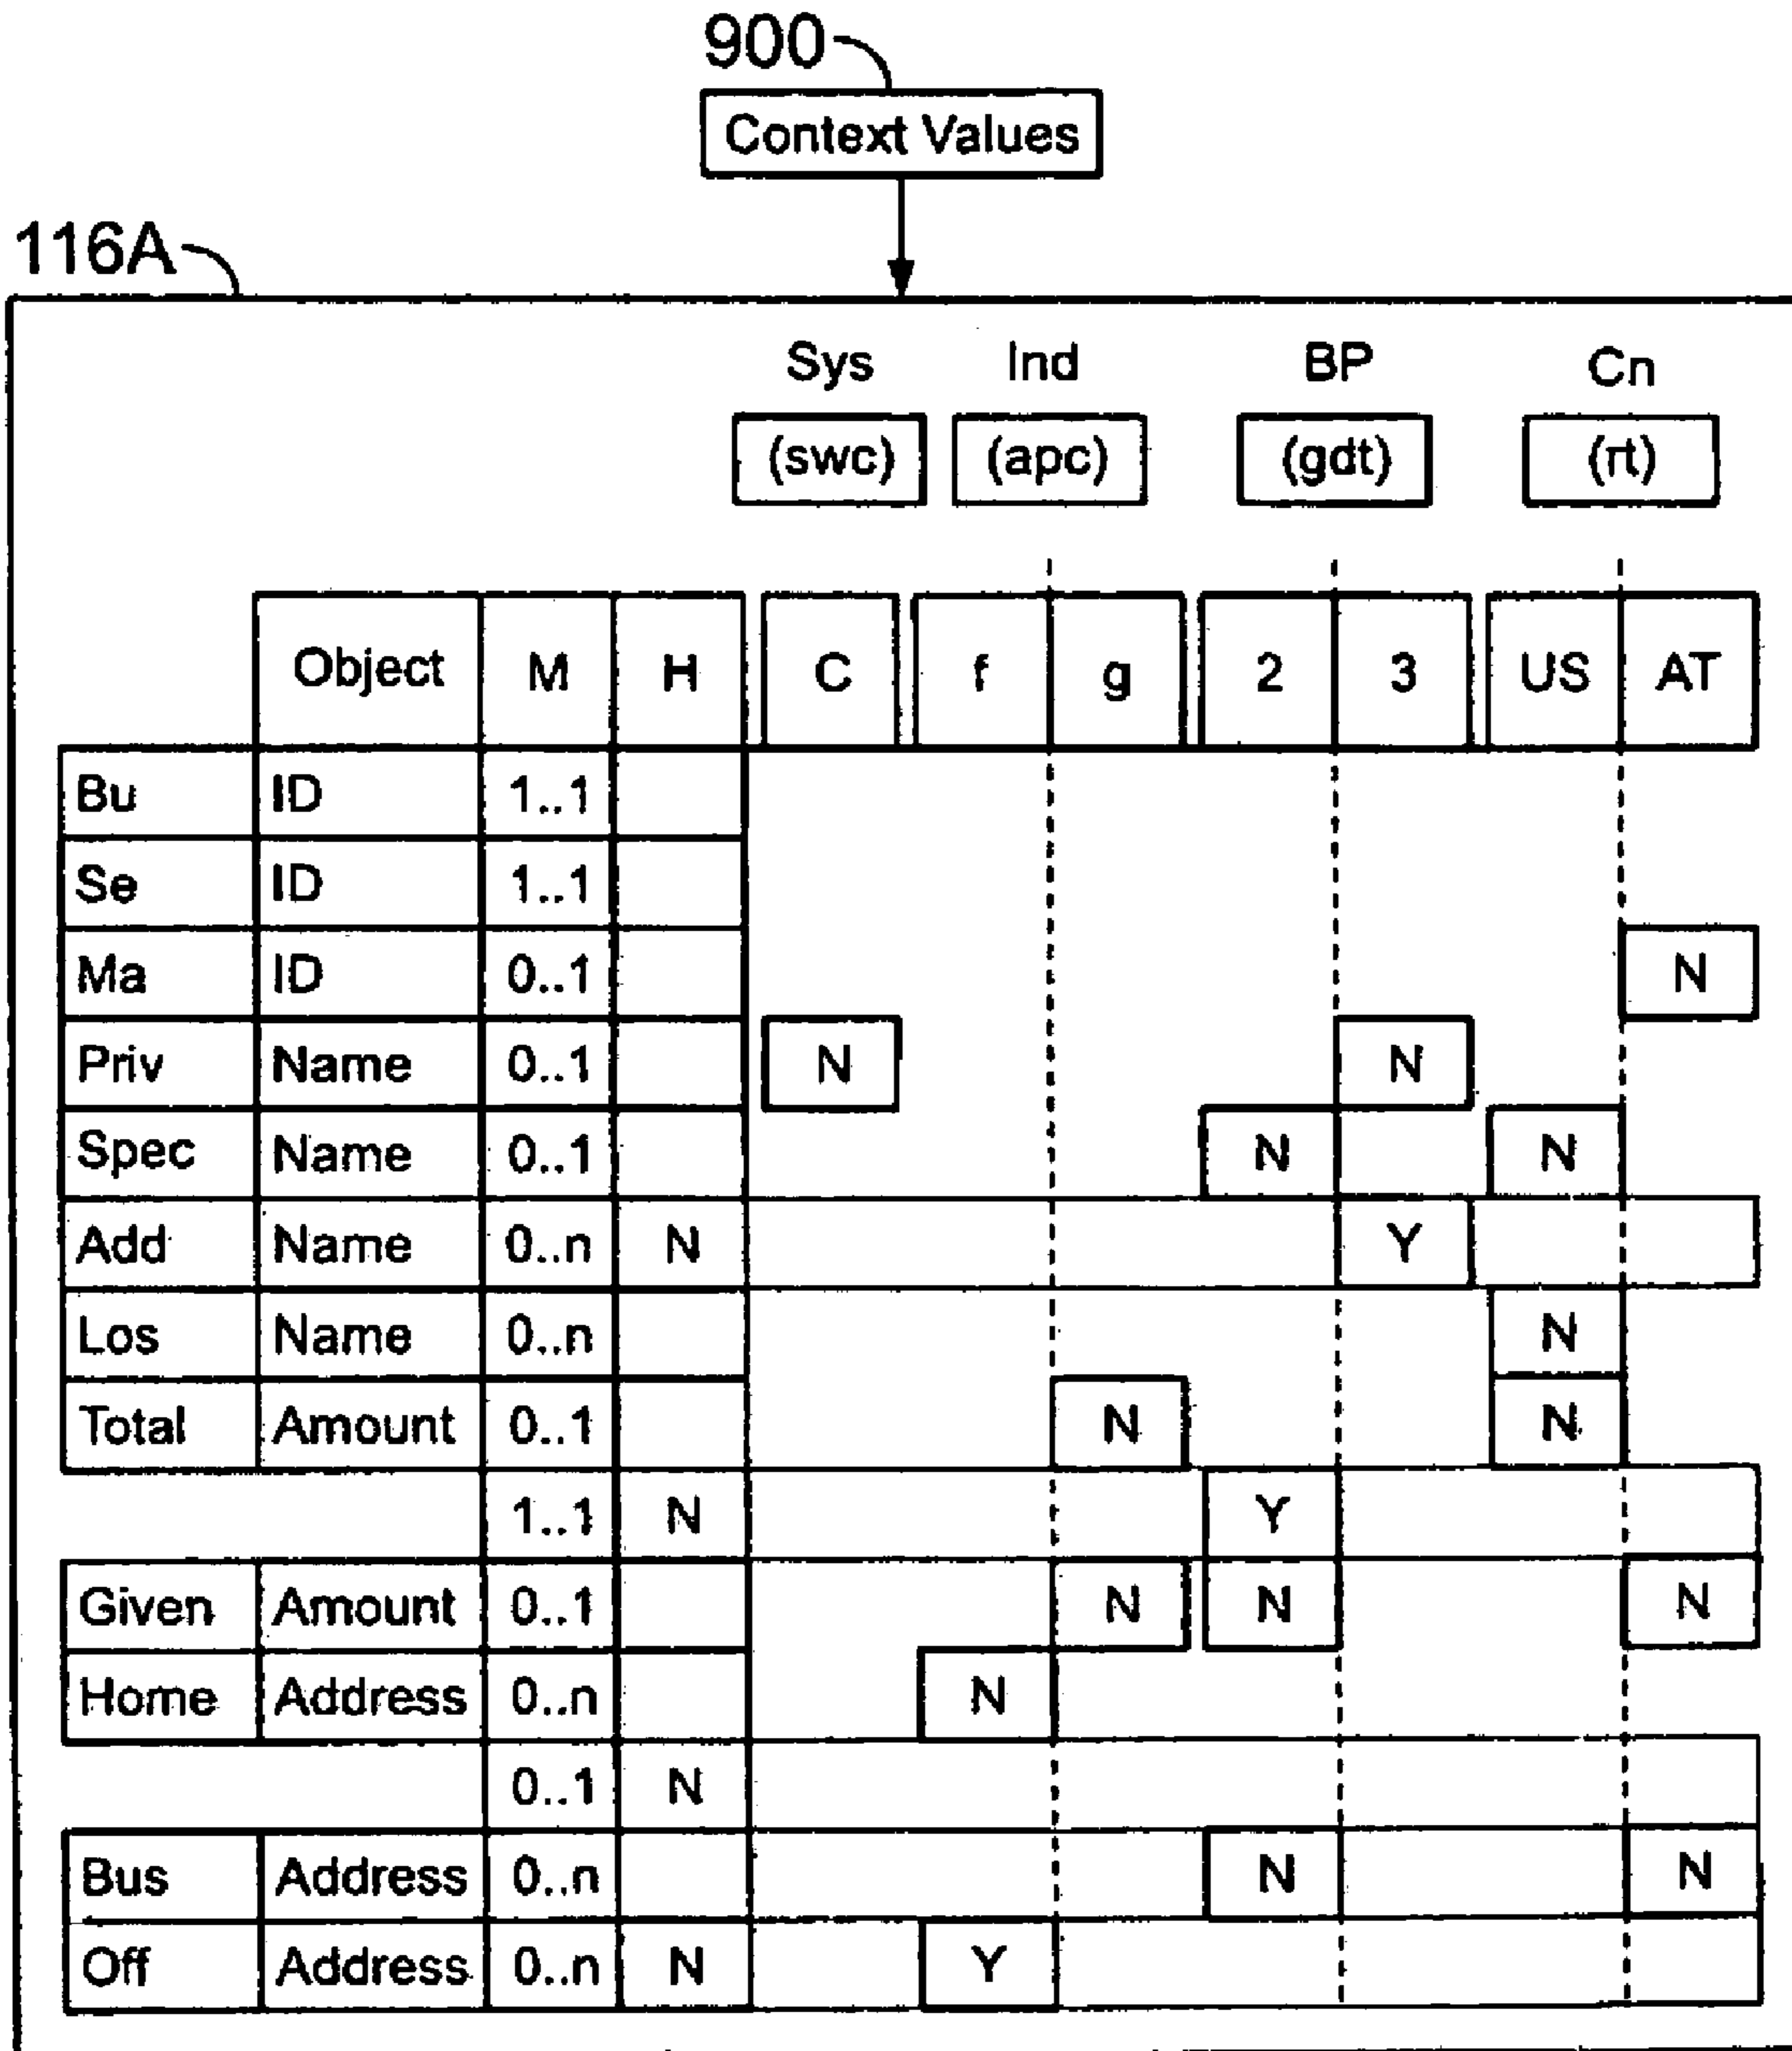 900
Context Values
116A
Sys Ind BP Cn
(swc) (apc) (gdt) (rt)
Object M H C f g 2 3 US AT
Bu ID 1..1
Se ID 1..1
Ma ID 0..1 N
Priv Name 0..1 N N
Spec Name 0..1 N N
Add Name 0..n N Y
Los Name 0..n N
Total Amount 0..1 N N
1..1 N Y
Given Amount 0..1 N N N
Home Address 0..n N
0..1 N
Bus Address 0..n N N
Off Address 0..n N Y